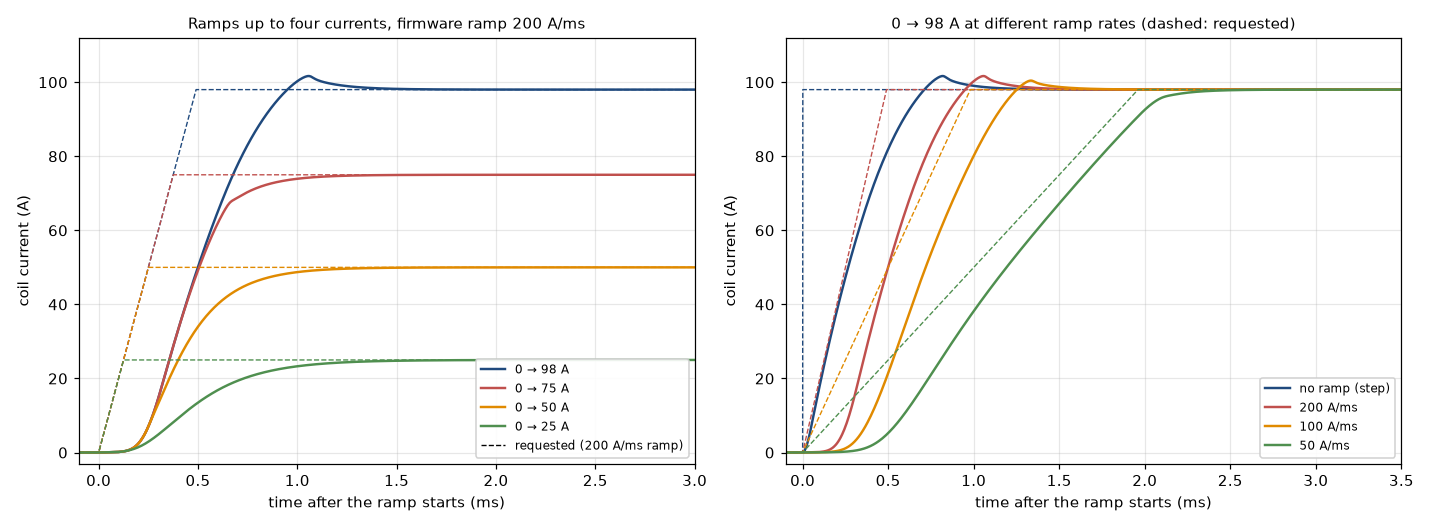 Ramps up to four currents, firmware ramp 200 A/ms
coil current (A)
100
80
60
40
20
0
0 → 98 A
0 → 75 A
0 → 50 A
0 → 25 A
requested (200 A/ms ramp)
0.0 0.5 1.0 1.5 2.0 2.5 3.0
time after the ramp starts (ms)
0 → 98 A at different ramp rates (dashed: requested)
coil current (A)
100
80
60
40
20
0
no ramp (step)
200 A/ms
100 A/ms
50 A/ms
0.0 0.5 1.0 1.5 2.0 2.5 3.0 3.5
time after the ramp starts (ms)